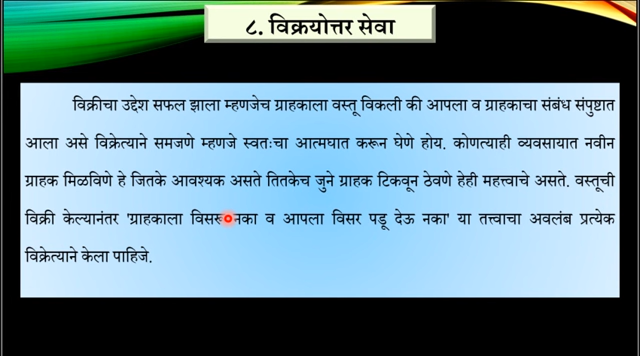 ८. विक्रयोत्तर सेवा
विक्रीचा उद्देश सफल झाला म्हणजेच ग्राहकाला वस्तू विकली की आपला व ग्राहकाचा संबंध संपुष्टात
आला असे विक्रेत्याने समजणे म्हणजे स्वतःचा आत्मघात करून घेणे होय. कोणत्याही व्यवसायात नवीन
ग्राहक मिळविणे हे जितके आवश्यक असते तितकेच जुने ग्राहक टिकवून ठेवणे हेही महत्त्वाचे असते. वस्तूची
विक्री केल्यानंतर 'ग्राहकाला विसरू नका व आपला विसर पडू देऊ नका' या तत्त्वाचा अवलंब प्रत्येक
विक्रेत्याने केला पाहिजे.